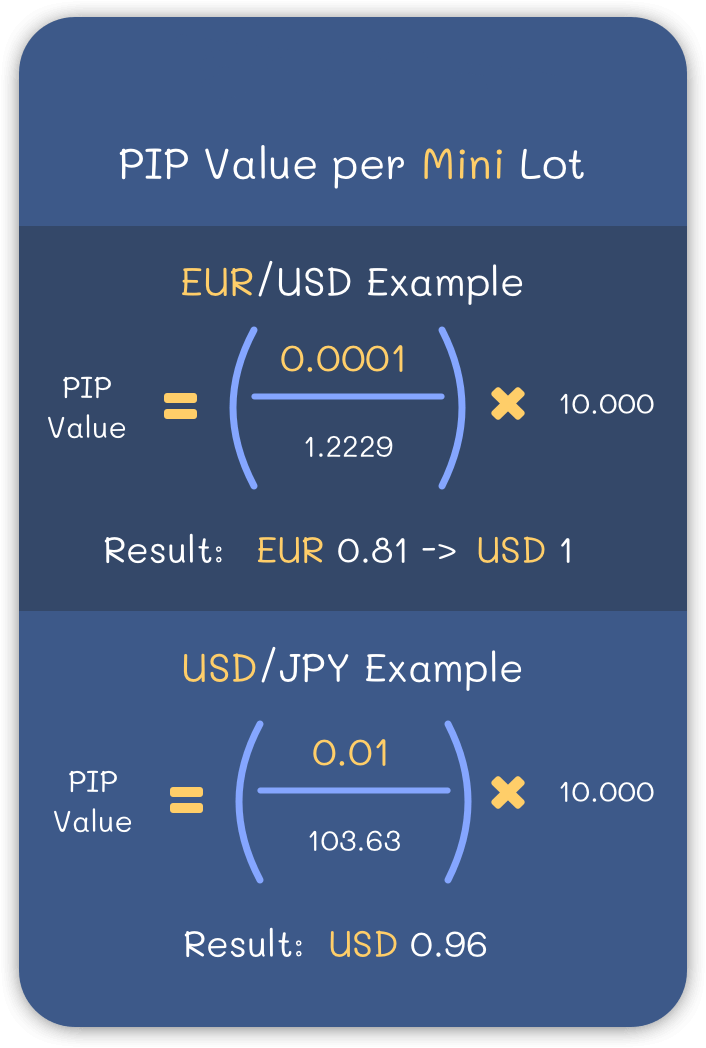 PIP Value per Mini Lot
EUR/USD Example
PIP
Value
=
(
0.0001
1.2229
)
×
10.000
Result: EUR 0.81 -> USD 1
USD/JPY Example
PIP
Value
=
(
0.01
103.63
)
×
10.000
Result: USD 0.96